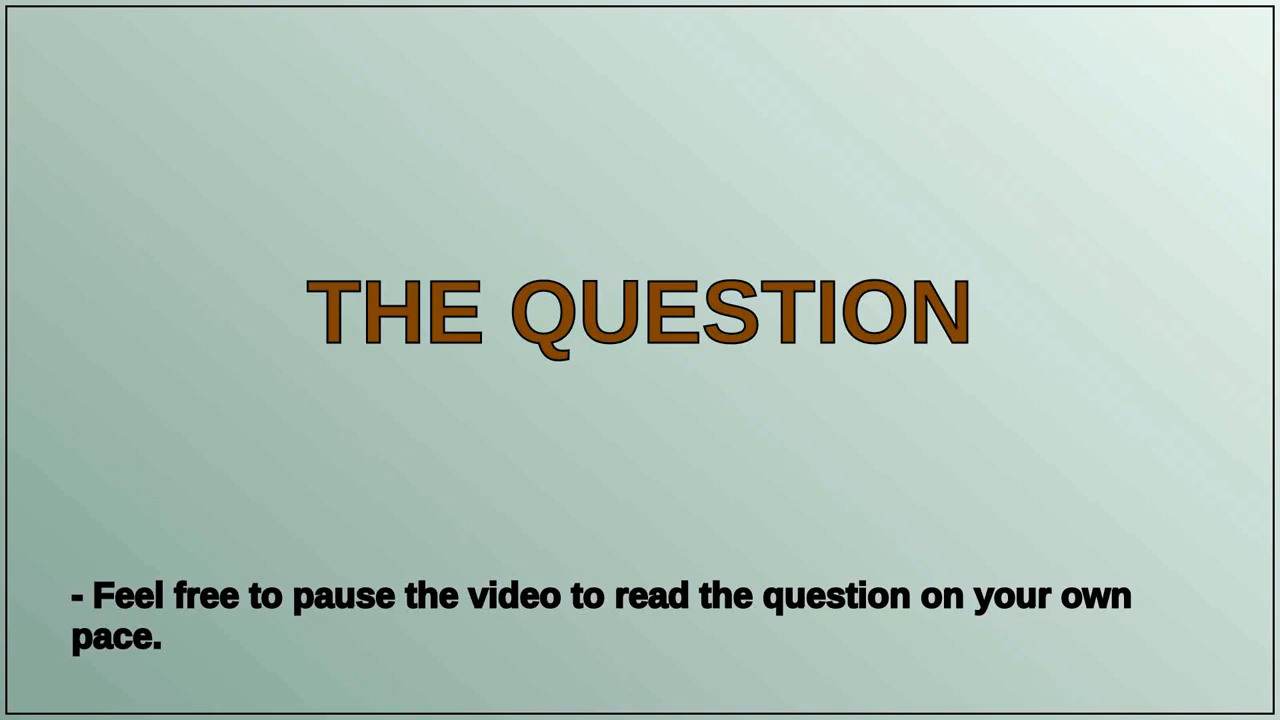 THE QUESTION
- Feel free to pause the video to read the question on your own
pace.